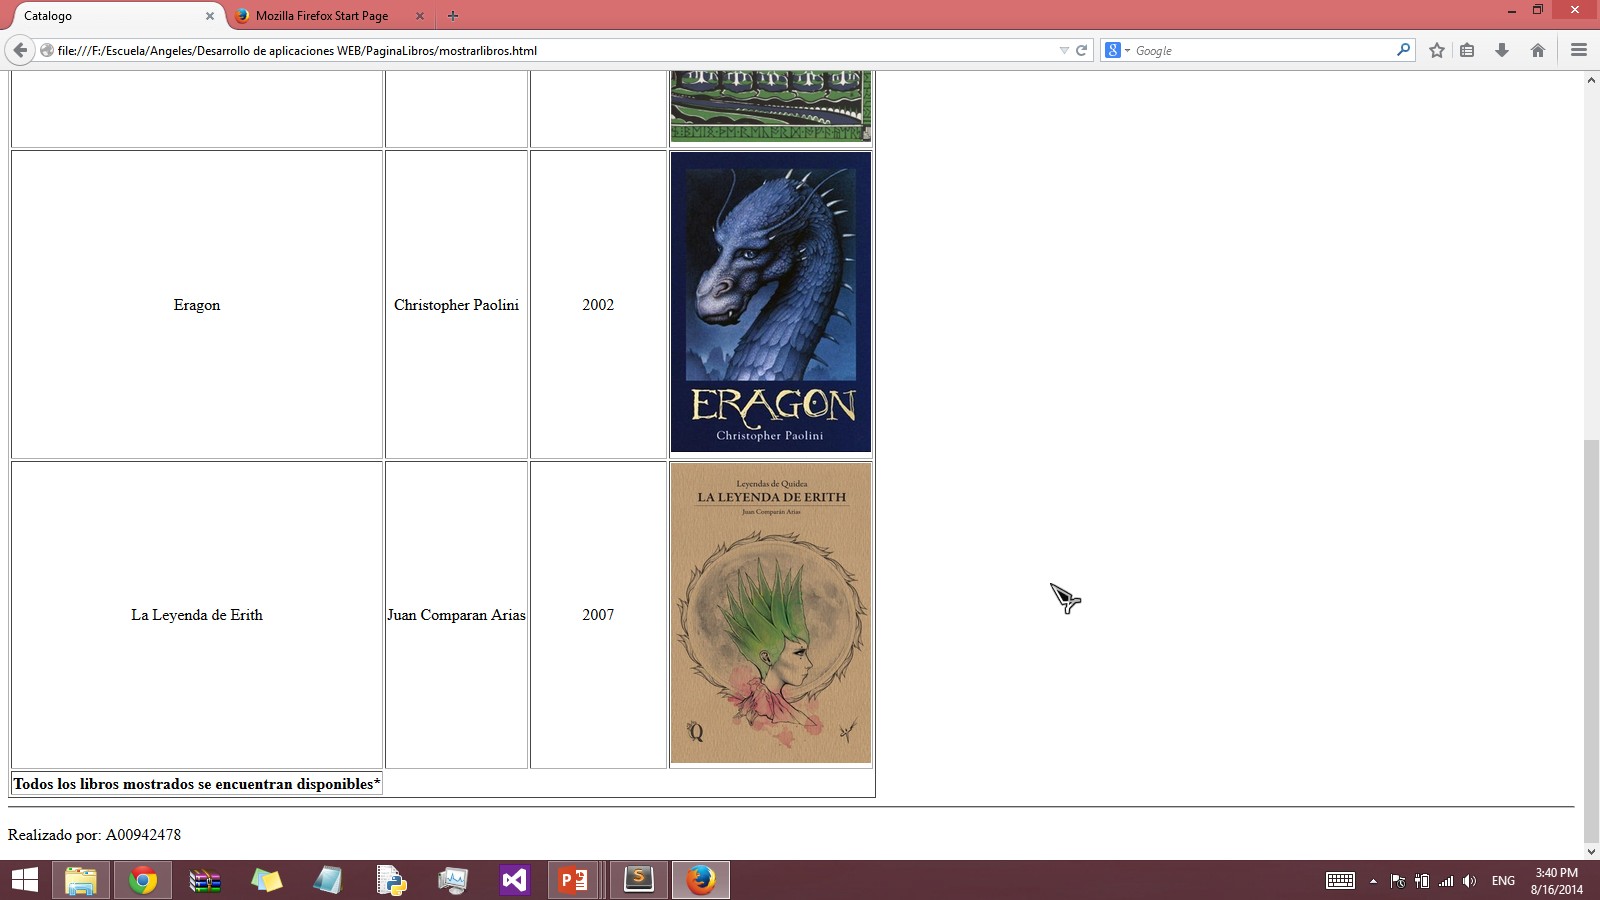 Catalogo
Mozilla Firefox Start Page
file:///F:/Escuela/Angeles/Desarrollo de aplicaciones WEB/PaginaLibros/mostrarlibros.html
8
Google
Eragon
Christopher Paolini
2002
ERAGON
Christopher Paolini
La Leyenda de Erith
Juan Comparan Arias
2007
Leyendas de Quidea
LA LEYENDA DE ERITH
Juan Comparán Arias
Q
Todos los libros mostrados se encuentran disponibles*
Realizado por: A00942478
ENG
3:40 PM
8/16/2014